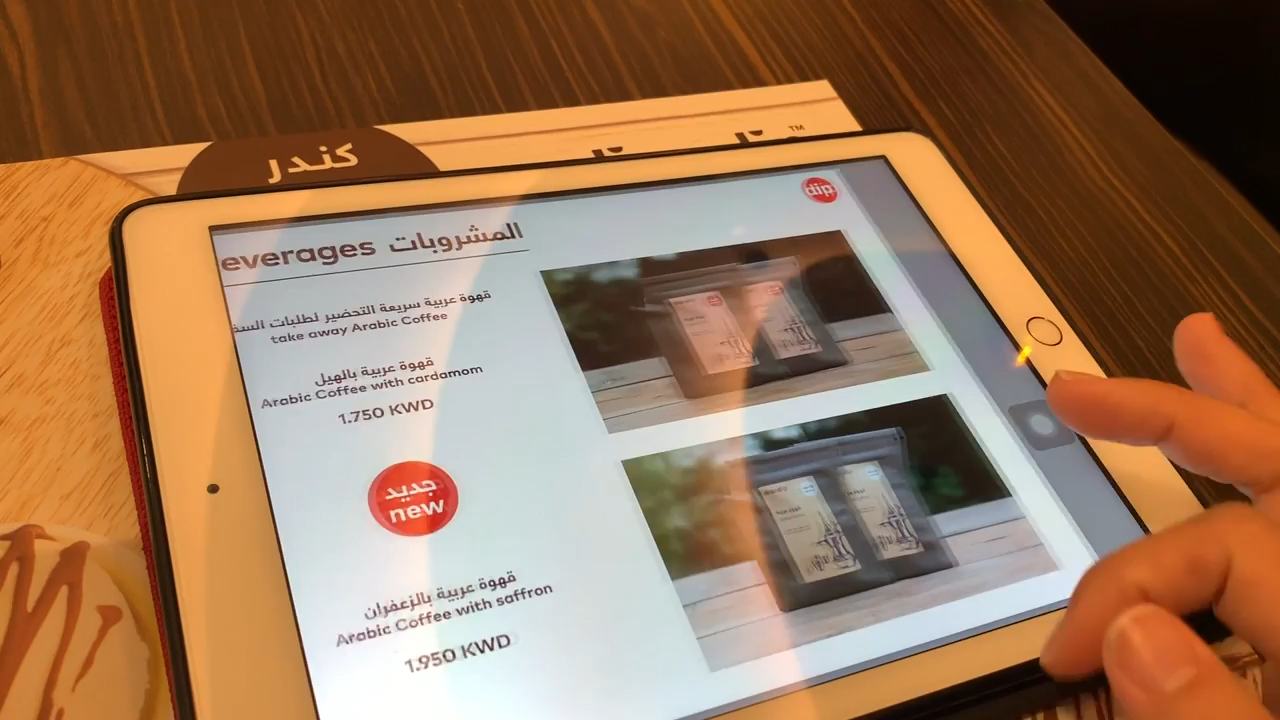 كندر
TM
dip
everages المشروبات
قهوة عربية سريعة التحضير لطلبات
take away Arabic Coffee
قهوة عربية بالهيل
Arabic Coffee with cardamom
1.750 KWD
جديد
new
قهوة عربية بالزعفران
Arabic Coffee with saffron
1.950 KWD